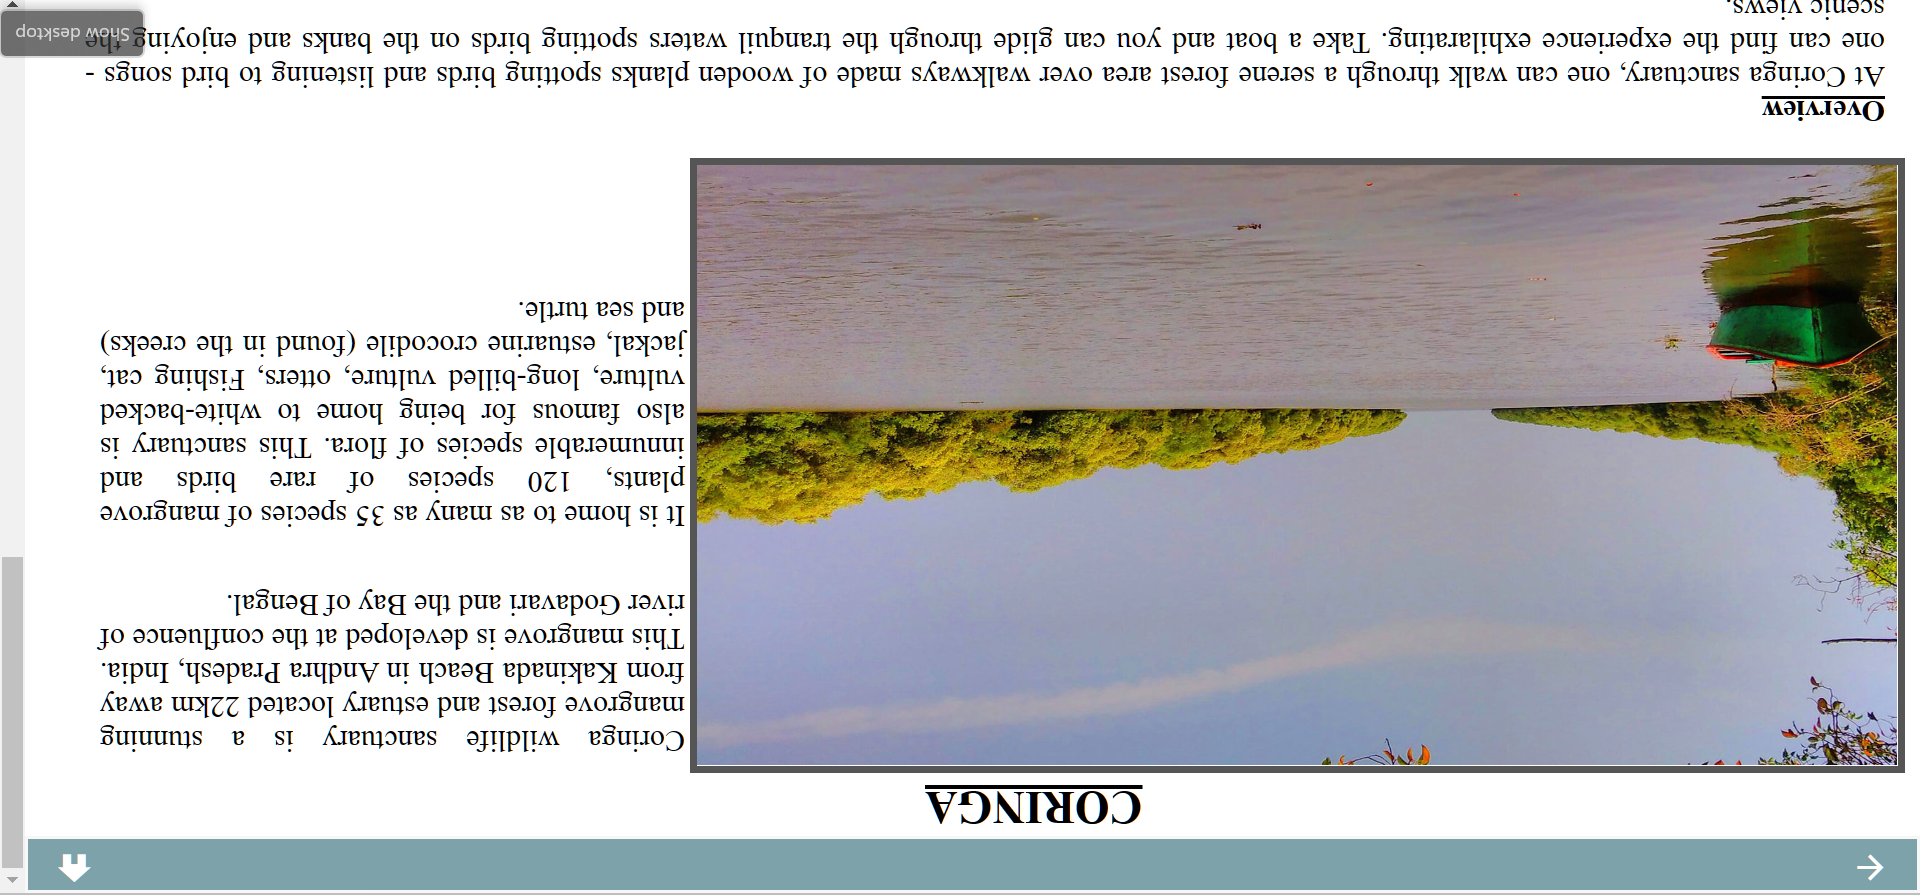 CORINGA
Coringa wildlife sanctuary is a stunning
mangrove forest and estuary located 22km away
from Kakinada Beach in Andhra Pradesh, India.
This mangrove is developed at the confluence of
river Godavari and the Bay of Bengal.
It is home to as many as 35 species of mangrove
plants, 120 species of rare birds and
innumerable species of flora. This sanctuary is
also famous for being home to white-backed
vulture, long-billed vulture, otters, Fishing cat,
jackal, estuarine crocodile (found in the creeks)
and sea turtle.
Overview
At Coringa sanctuary, one can walk through a serene forest area over walkways made of wooden planks spotting birds and listening to bird songs -
one can find the experience exhilarating. Take a boat and you can glide through the tranquil waters spotting birds on the banks and enjoying the
scenic views.
Show desktop